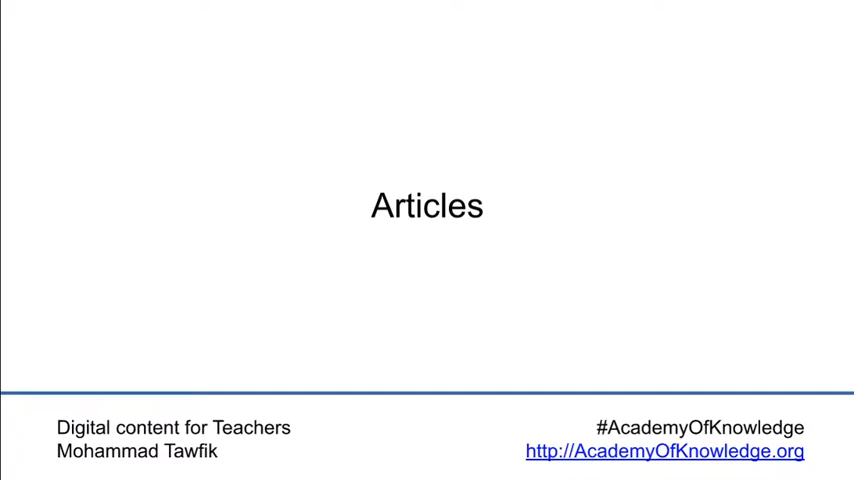 Articles
Digital content for Teachers
Mohammad Tawfik
#AcademyOfKnowledge
http://AcademyOfKnowledge.org